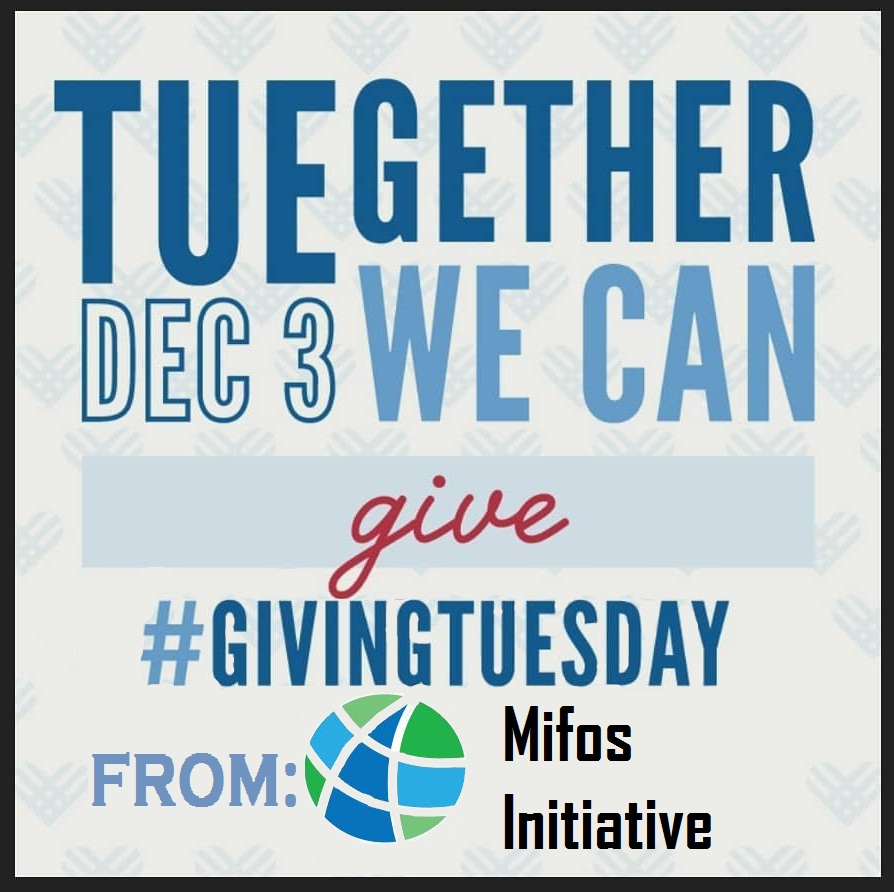 TUEGETHER
DEC 3 WE CAN
give
#GIVINGTUESDAY
FROM: Mifos
Initiative